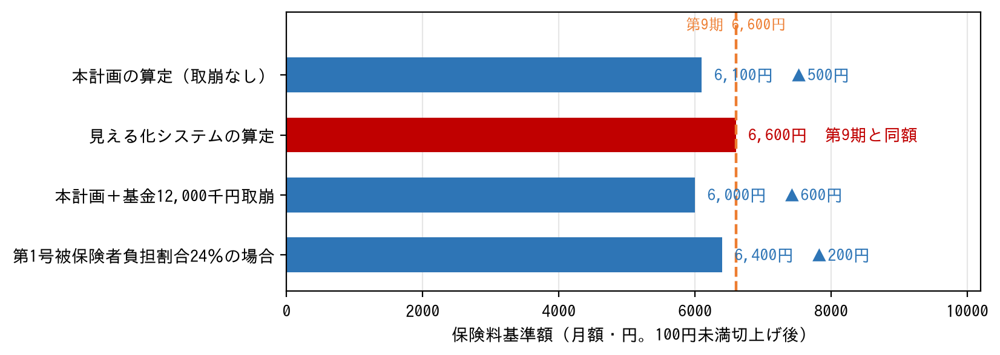 第9期 6,600円
本計画の算定（取崩なし）
6,100円 ▲500円
見える化システムの算定
6,600円 第9期と同額
本計画＋基金12,000千円取崩
6,000円 ▲600円
第1号被保険者負担割合24％の場合
6,400円 ▲200円
0 2000 4000 6000 8000 10000
保険料基準額（月額・円。100円未満切上げ後）